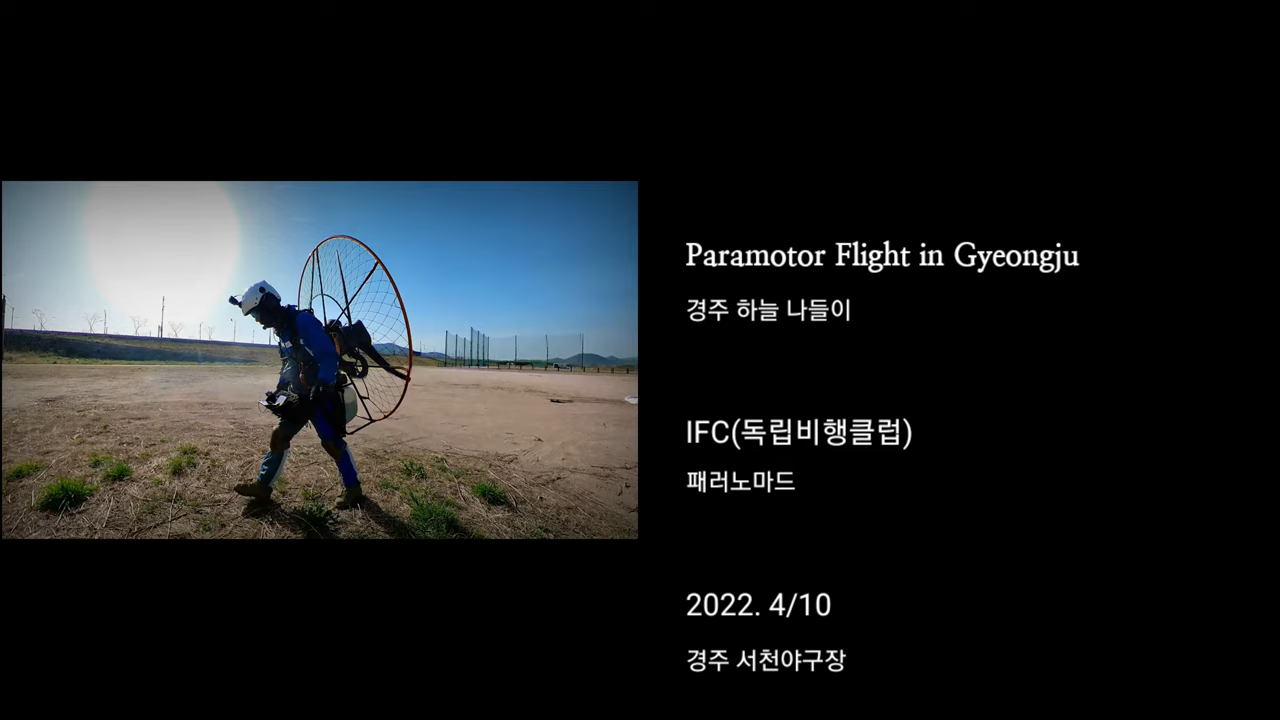 Paramotor Flight in Gyeongju
경주 하늘 나들이
IFC(독립비행클럽)
패러노마드
2022. 4/10
경주 서천야구장